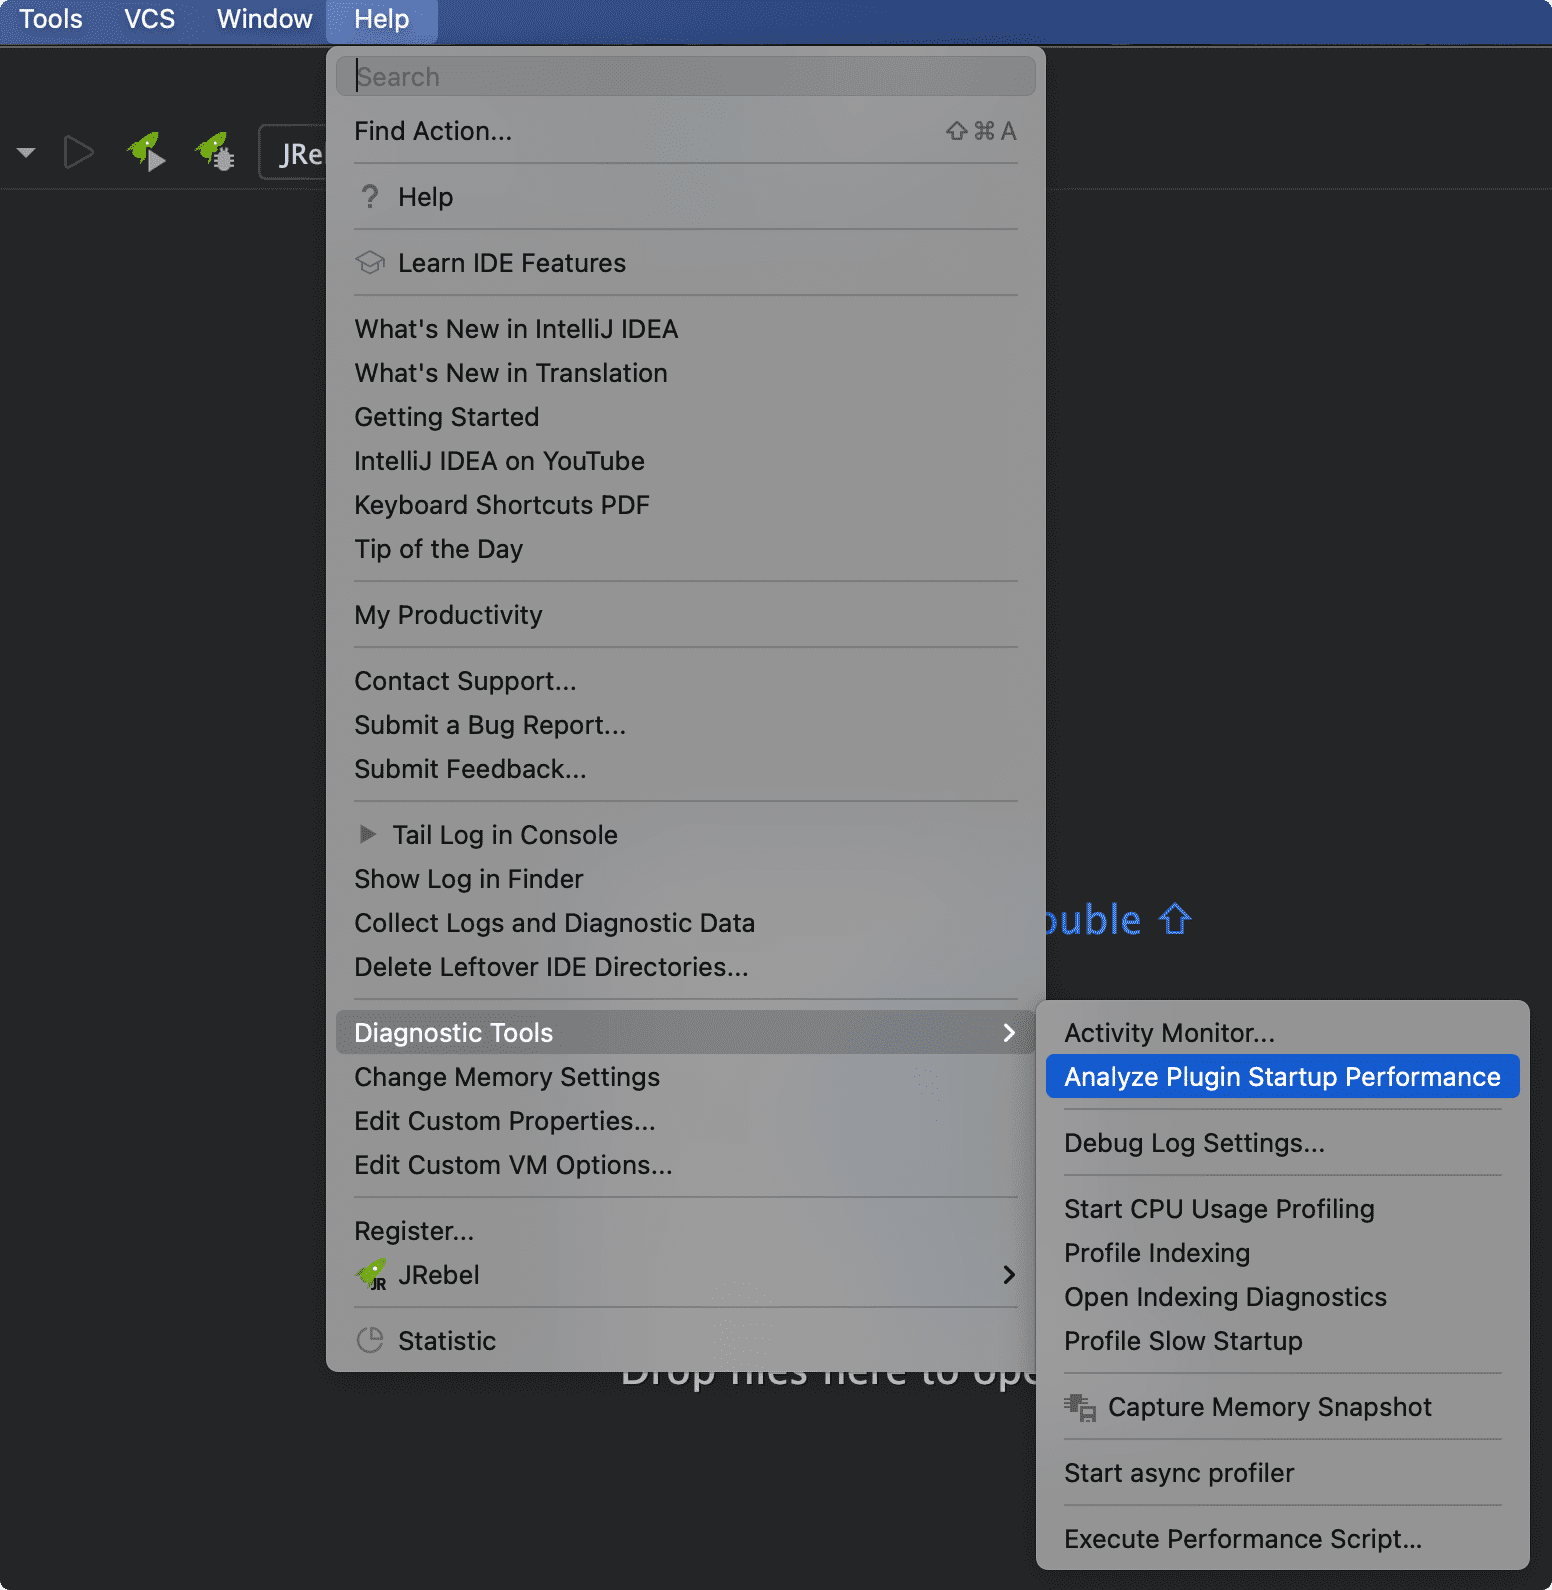 Tools VCS Window Help
Search
Find Action... ⇧⌘A
JRe
? Help
Learn IDE Features
What's New in IntelliJ IDEA
What's New in Translation
Getting Started
IntelliJ IDEA on YouTube
Keyboard Shortcuts PDF
Tip of the Day
My Productivity
Contact Support...
Submit a Bug Report...
Submit Feedback...
Tail Log in Console
Show Log in Finder
ouble ⇧
Collect Logs and Diagnostic Data
Delete Leftover IDE Directories...
Diagnostic Tools
Change Memory Settings
Edit Custom Properties...
Edit Custom VM Options...
Register...
JR JRebel
Statistic
Drop files here to ope
Activity Monitor...
Analyze Plugin Startup Performance
Debug Log Settings...
Start CPU Usage Profiling
Profile Indexing
Open Indexing Diagnostics
Profile Slow Startup
Capture Memory Snapshot
Start async profiler
Execute Performance Script...